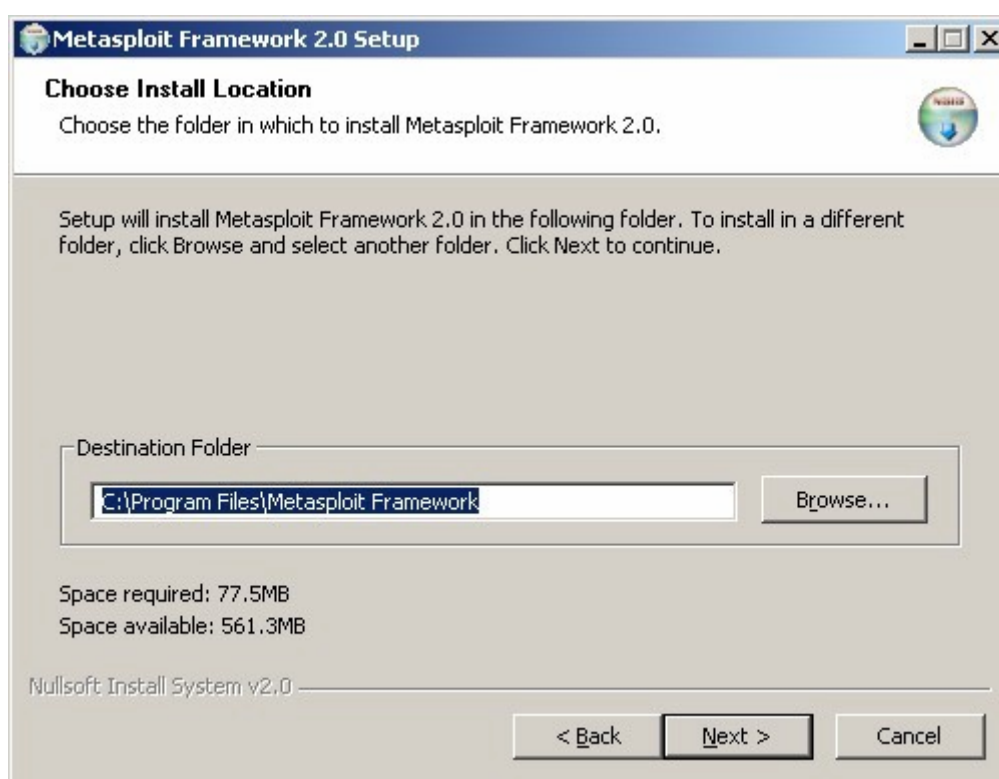 Metasploit Framework 2.0 Setup
Choose Install Location
Choose the folder in which to install Metasploit Framework 2.0.
Setup will install Metasploit Framework 2.0 in the following folder. To install in a different
folder, click Browse and select another folder. Click Next to continue.
Destination Folder
C:\Program Files\Metasploit Framework
Browse...
Space required: 77.5MB
Space available: 561.3MB
Nullsoft Install System v2.0
< Back
Next >
Cancel